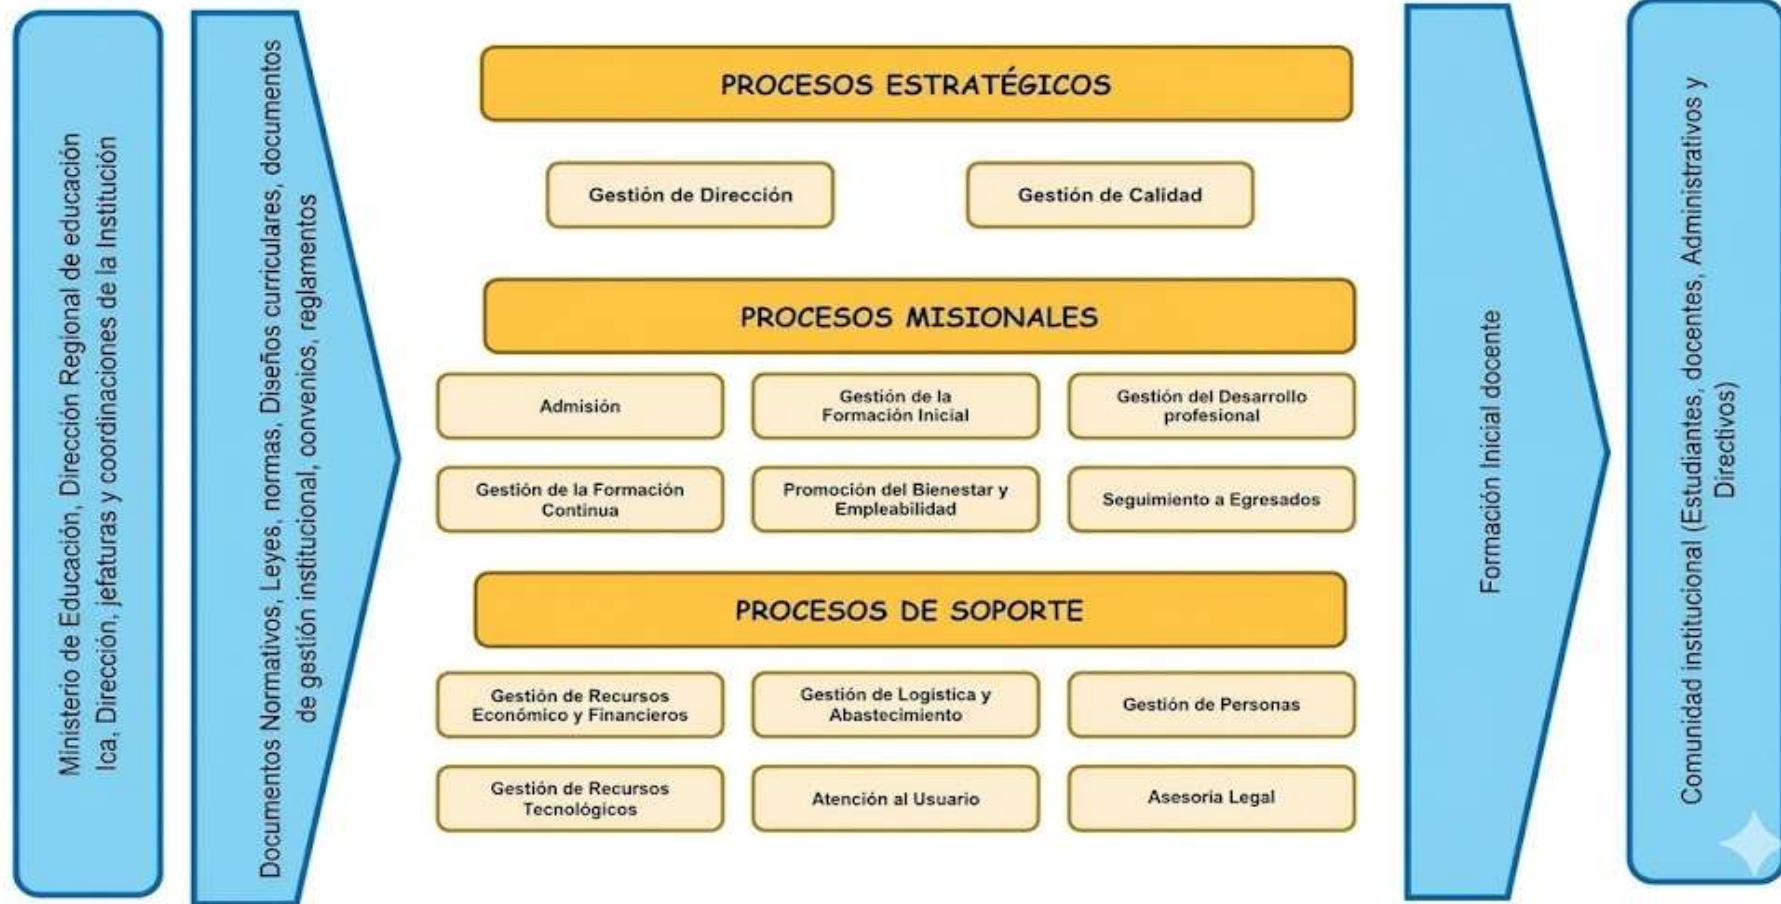 Ministerio de Educación, Dirección Regional de educación
Ica, Dirección, jefaturas y coordinaciones de la Institución
Documentos Normativos, Leyes, normas, Diseños curriculares, documentos
de gestión institucional, convenios, reglamentos
PROCESOS ESTRATÉGICOS
Gestión de Dirección
Gestión de Calidad
PROCESOS MISIONALES
Admisión
Gestión de la
Formación Inicial
Gestión del Desarrollo
profesional
Gestión de la Formación
Continua
Promoción del Bienestar y
Empleabilidad
Seguimiento a Egresados
PROCESOS DE SOPORTE
Gestión de Recursos
Económico y Financieros
Gestión de Logística y
Abastecimiento
Gestión de Personas
Gestión de Recursos
Tecnológicos
Atención al Usuario
Asesoría Legal
Formación Inicial docente
Comunidad institucional (Estudiantes, docentes, Administrativos y
Directivos)